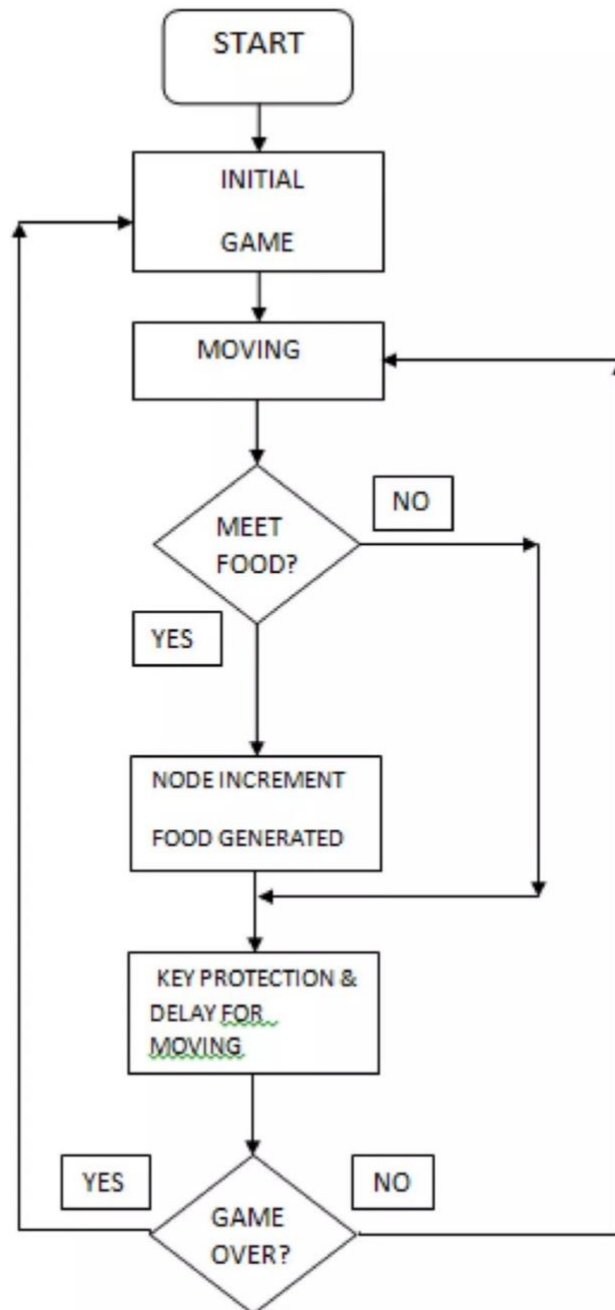 START
INITIAL
GAME
MOVING
MEET
FOOD?
NO
YES
NODE INCREMENT
FOOD GENERATED
KEY PROTECTION &
DELAY FOR
MOVING
YES
NO
GAME
OVER?